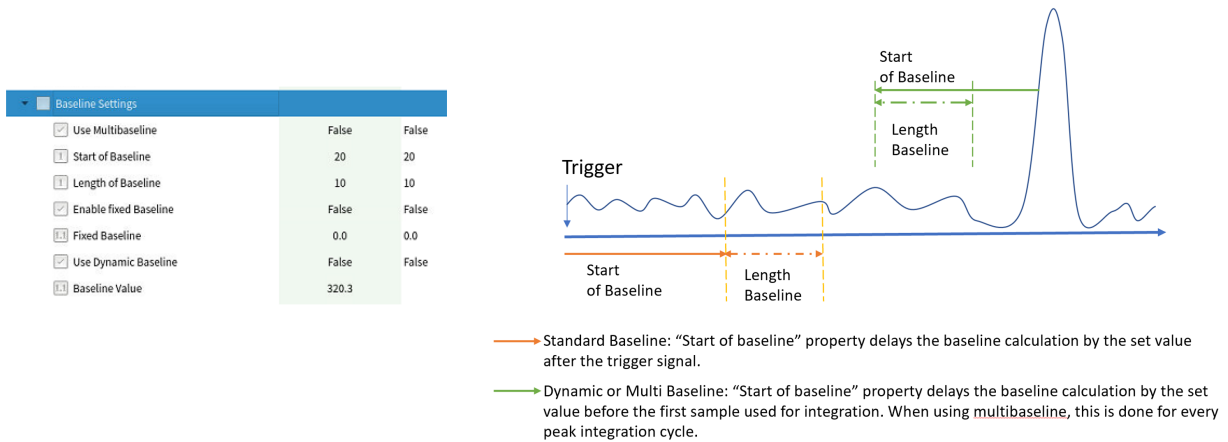 Baseline Settings
Use Multibaseline False False
Start of Baseline 20 20
Length of Baseline 10 10
Enable fixed Baseline False False
Fixed Baseline 0.0 0.0
Use Dynamic Baseline False False
Baseline Value 320.3
Start
of Baseline
Length
Baseline
Trigger
Start
of Baseline
Length
Baseline
Standard Baseline: “Start of baseline” property delays the baseline calculation by the set value
after the trigger signal.
Dynamic or Multi Baseline: “Start of baseline” property delays the baseline calculation by the set
value before the first sample used for integration. When using multibaseline, this is done for every
peak integration cycle.